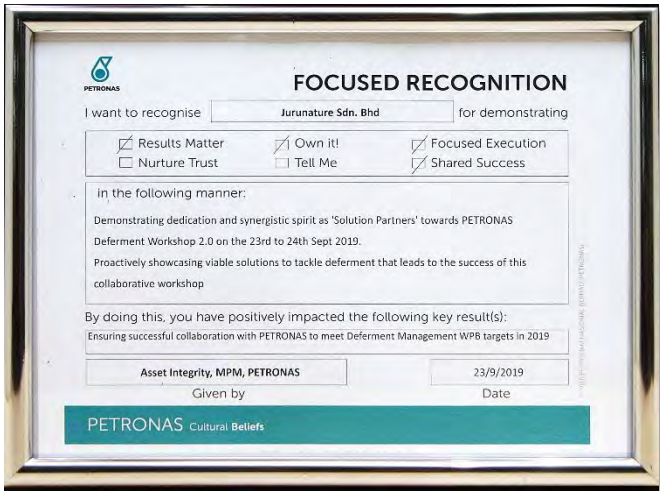 PETRONAS
FOCUSED RECOGNITION
I want to recognise Jurunature Sdn. Bhd for demonstrating
Results Matter Own it! Focused Execution
Nurture Trust Tell Me Shared Success
in the following manner:
Demonstrating dedication and synergistic spirit as 'Solution Partners' towards PETRONAS
Deferment Workshop 2.0 on the 23rd to 24th Sept 2019.
Proactively showcasing viable solutions to tackle deferment that leads to the success of this
collaborative workshop
By doing this, you have positively impacted the following key result(s):
Ensuring successful collaboration with PETRONAS to meet Deferment Management WPB targets in 2019
Asset Integrity, MPM, PETRONAS 23/9/2019
Given by Date
PETRONAS Cultural Beliefs